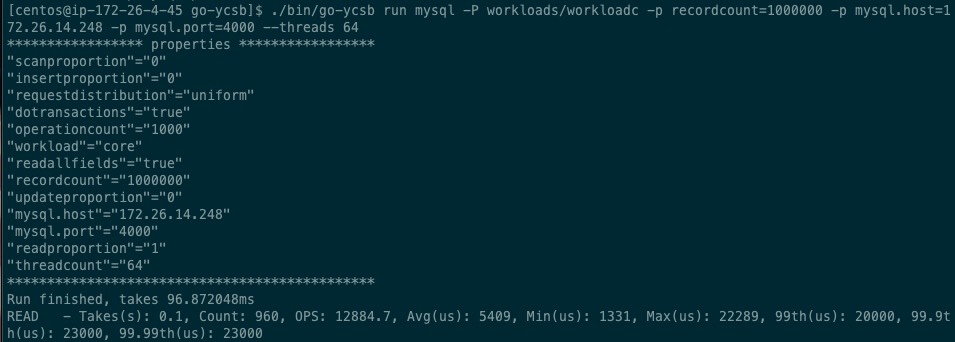 [centos@ip-172-26-4-45 go-ycsb]$ ./bin/go-ycsb run mysql -P workloads/workloadc -p recordcount=1000000 -p mysql.host=1
72.26.14.248 -p mysql.port=4000 --threads 64
***************** properties *****************
"scanproportion"="0"
"insertproportion"="0"
"requestdistribution"="uniform"
"dotransactions"="true"
"operationcount"="1000"
"workload"="core"
"readallfields"="true"
"recordcount"="1000000"
"updateproportion"="0"
"mysql.host"="172.26.14.248"
"mysql.port"="4000"
"readproportion"="1"
"threadcount"="64"
**********************************************
Run finished, takes 96.872048ms
READ   - Takes(s): 0.1, Count: 960, OPS: 12884.7, Avg(us): 5409, Min(us): 1331, Max(us): 22289, 99th(us): 20000, 99.9t
h(us): 23000, 99.99th(us): 23000